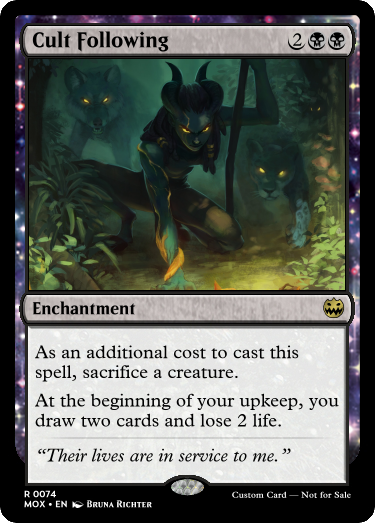 Cult Following 2
Enchantment
As an additional cost to cast this
spell, sacrifice a creature.
At the beginning of your upkeep, you
draw two cards and lose 2 life.
“Their lives are in service to me.”
R 0074
MOX • EN Bruna Richter
Custom Card — Not for Sale